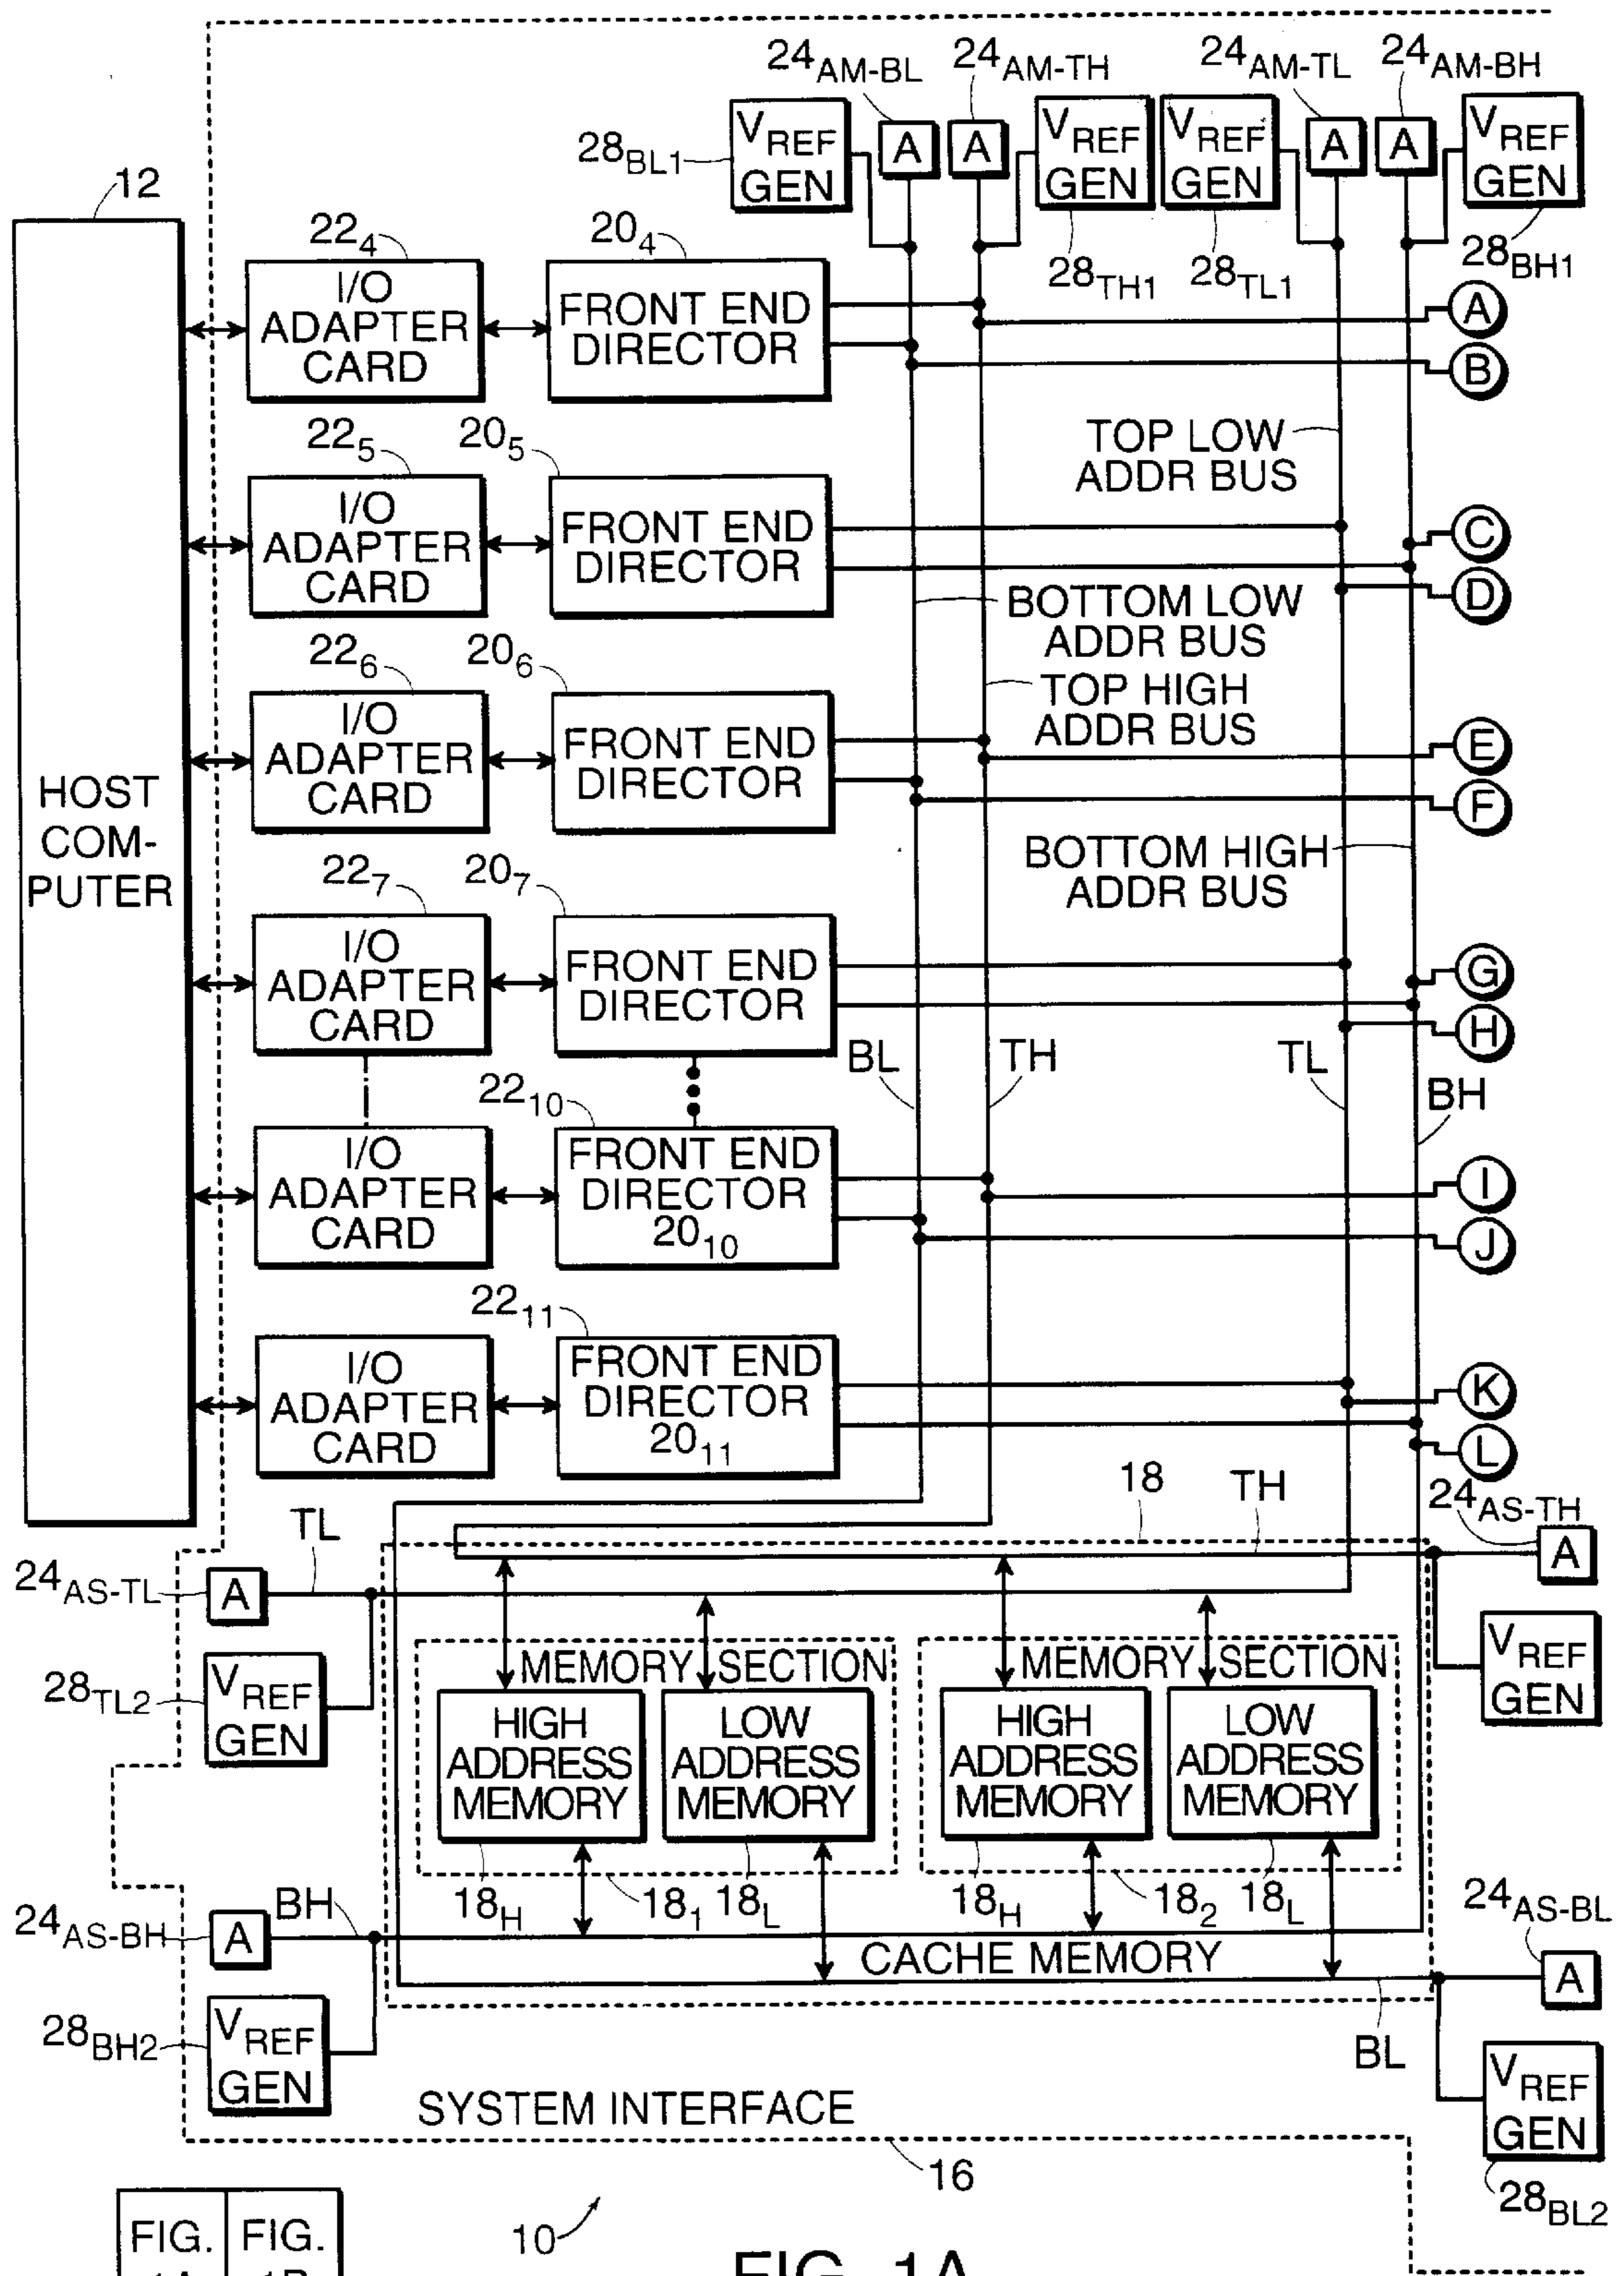 24AM-BL 24AM-TH 24AM-TL 24AM-BH
28BL1 VREF GEN A A VREF GEN VREF GEN A A VREF GEN
28TH1 28TL1 28BH1
12
224 204
I/O ADAPTER CARD
FRONT END DIRECTOR
A
B
TOP LOW ADDR BUS
225 205
I/O ADAPTER CARD
FRONT END DIRECTOR
C
D
BOTTOM LOW ADDR BUS
226 206
TOP HIGH ADDR BUS
I/O ADAPTER CARD
FRONT END DIRECTOR
E
F
HOST COM-PUTER
BOTTOM HIGH ADDR BUS
227 207
I/O ADAPTER CARD
FRONT END DIRECTOR
G
H
BL TH TL BH
2210
I/O ADAPTER CARD
FRONT END DIRECTOR 2010
I
J
2211
I/O ADAPTER CARD
FRONT END DIRECTOR 2011
K
L
18 TH 24AS-TH
TL
A
24AS-TL A
28TL2 VREF GEN
VREF GEN
MEMORY SECTION MEMORY SECTION
HIGH ADDRESS MEMORY
LOW ADDRESS MEMORY
HIGH ADDRESS MEMORY
LOW ADDRESS MEMORY
18H 181 18L 18H 182 18L
24AS-BH A BH
24AS-BL
CACHE MEMORY
A
28BH2 VREF GEN
BL
VREF GEN
SYSTEM INTERFACE
16
28BL2
10
FIG. FIG.
1A 1B
FIG. 1A